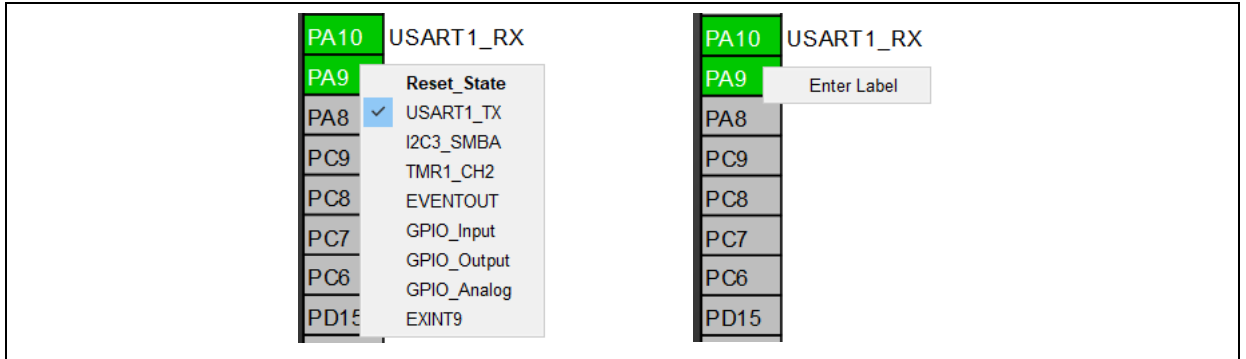 PA10 USART1_RX
PA9
PA8
PC9
PC8
PC7
PC6
PD15
Reset_State
USART1_TX
I2C3_SMBA
TMR1_CH2
EVENTOUT
GPIO_Input
GPIO_Output
GPIO_Analog
EXINT9
PA10 USART1_RX
PA9
Enter Label
PA8
PC9
PC8
PC7
PC6
PD15